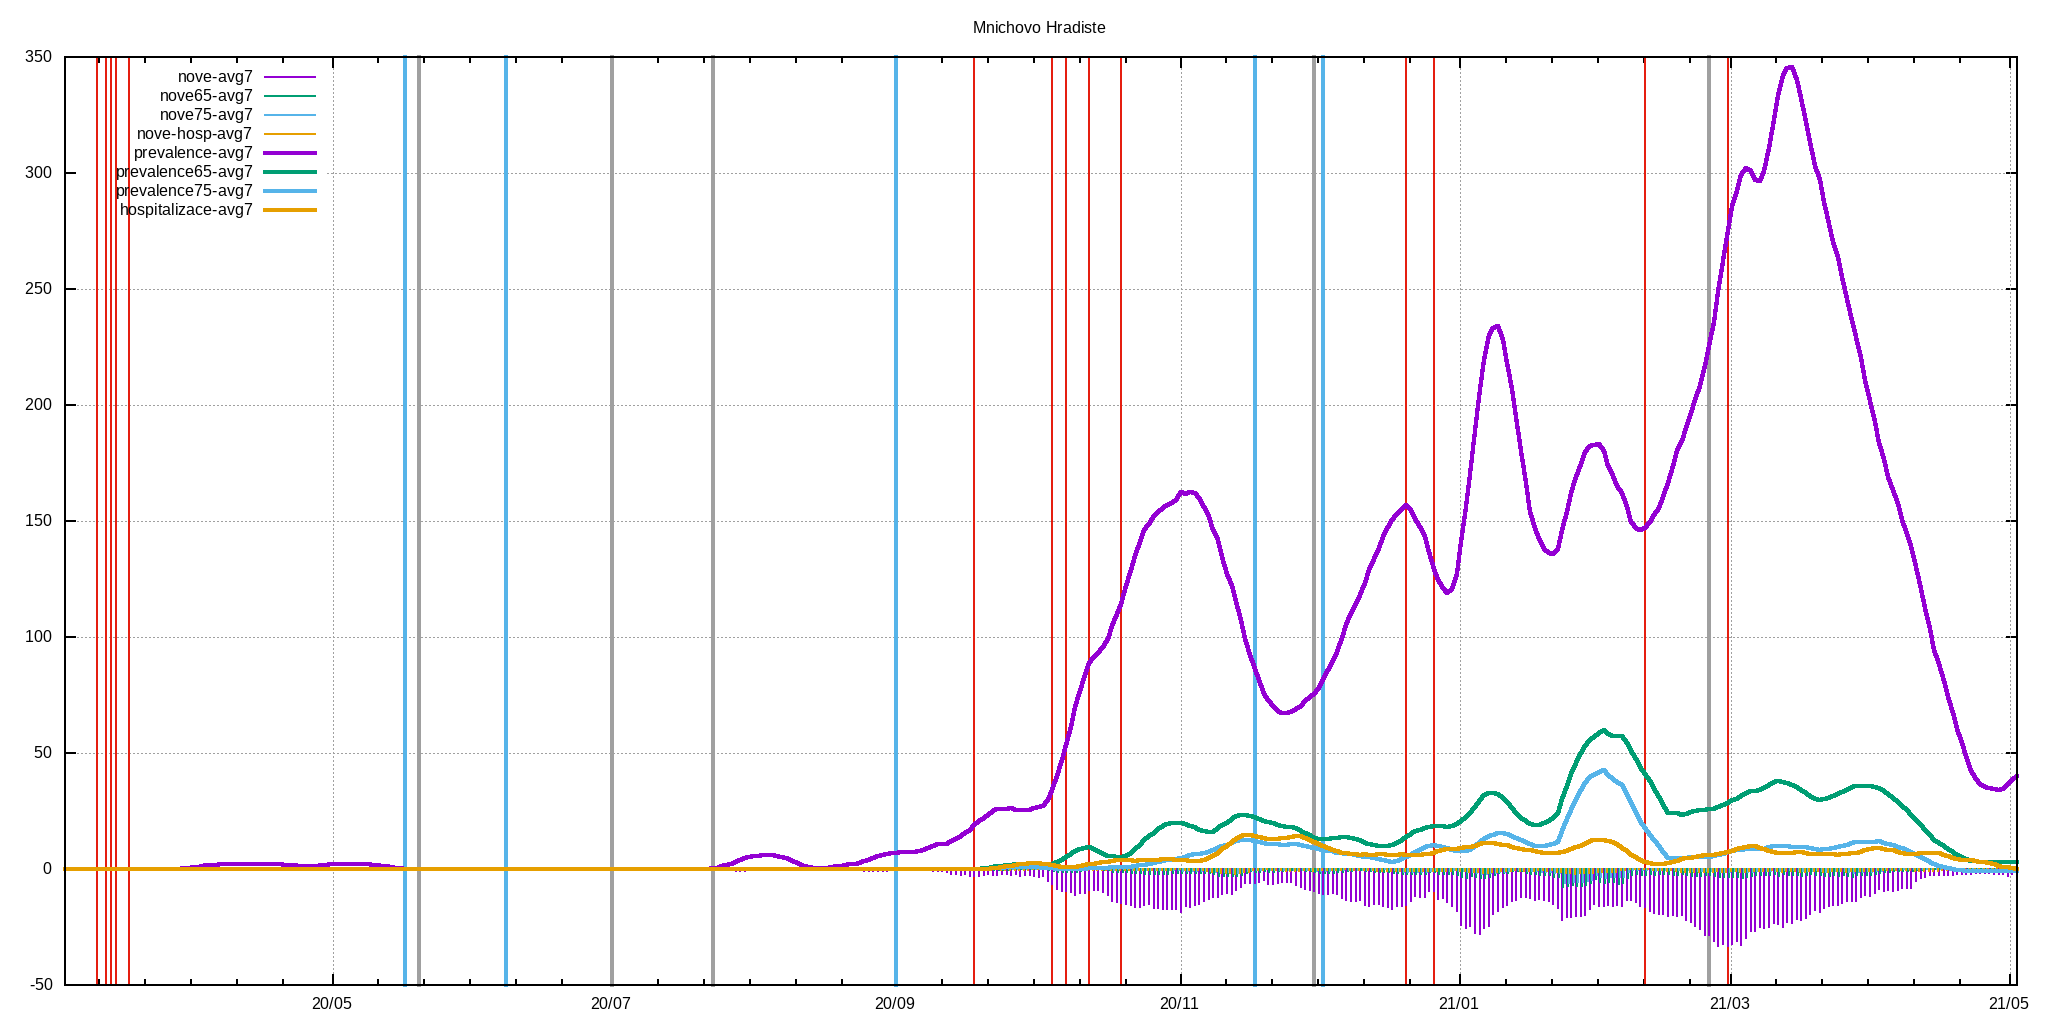 Mnichovo Hradiste
350
300
250
200
150
100
50
0
-50
nove-avg7
nove65-avg7
nove75-avg7
nove-hosp-avg7
prevalence-avg7
prevalence65-avg7
prevalence75-avg7
hospitalizace-avg7
20/05
20/07
20/09
20/11
21/01
21/03
21/05